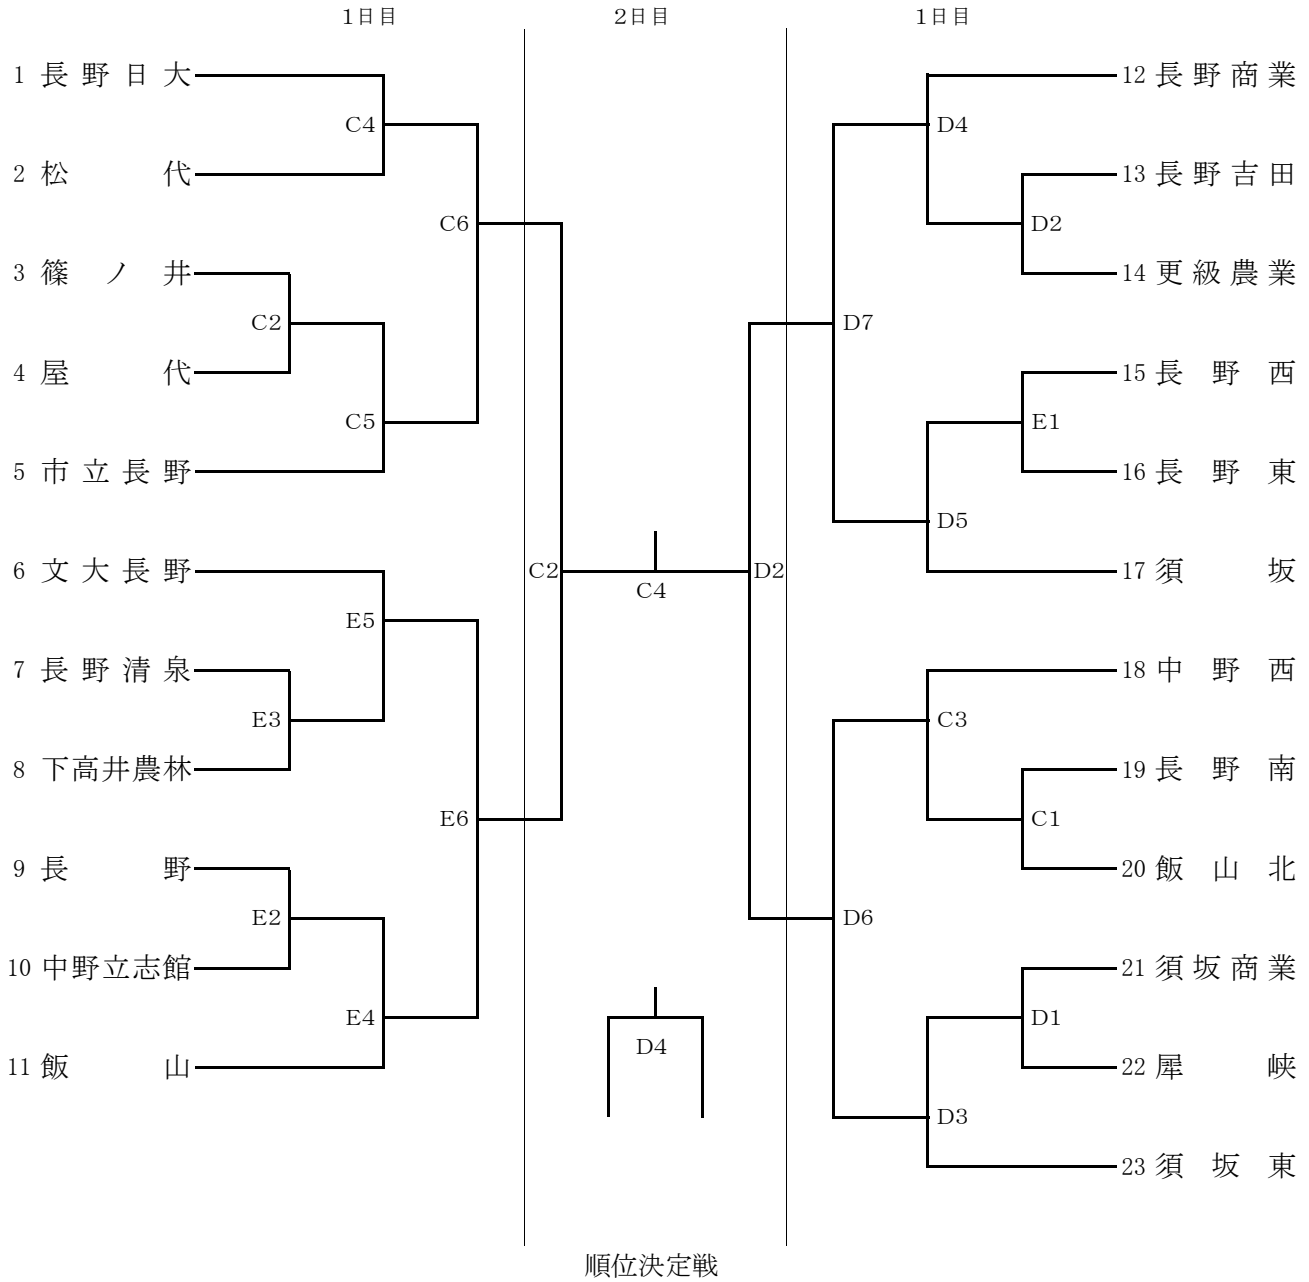 1日目 2日目 1日目
1 長野日大 12 長野商業
C4 D4
2 松代 13 長野吉田
C6 D2
3 篠ノ井 14 更級農業
C2 D7
4 屋代 15 長野西
C5 E1
5 市立長野 16 長野東
D5
6 文大長野 C2 D2 17 須坂
C4
E5
7 長野清泉 18 中野西
E3 C3
8 下高井農林 19 長野南
E6 C1
9 長野 20 飯山北
E2 D6
10 中野立志館 21 須坂商業
E4 D4 D1
11 飯山 22 犀峡
D3
23 須坂東
順位決定戦